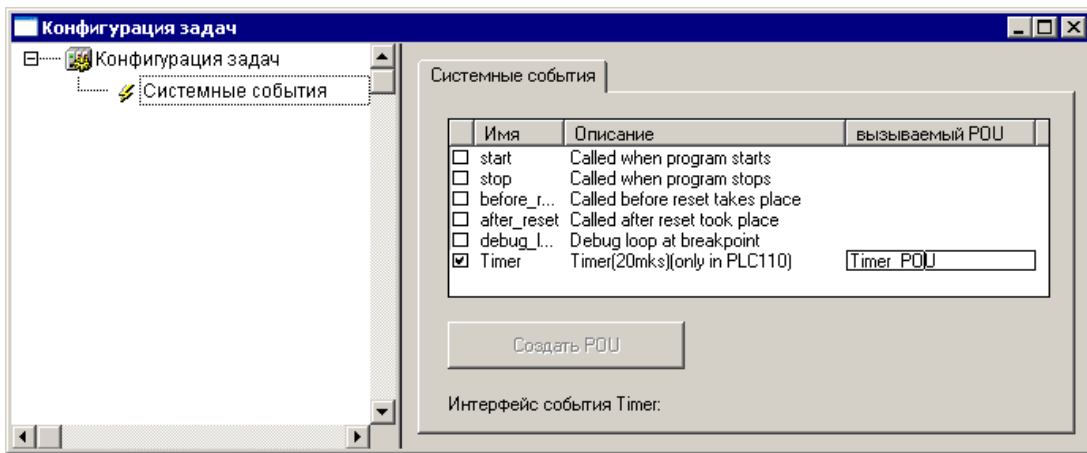 Конфигурация задач
Конфигурация задач
Системные события
Системные события
Имя Описание вызываемый POU
start Called when program starts
stop Called when program stops
before_r... Called before reset takes place
after_reset Called after reset took place
debug_l... Debug loop at breakpoint
Timer Timer(20mks)(only in PLC110) Timer_POU
Создать POU
Интерфейс события Timer: